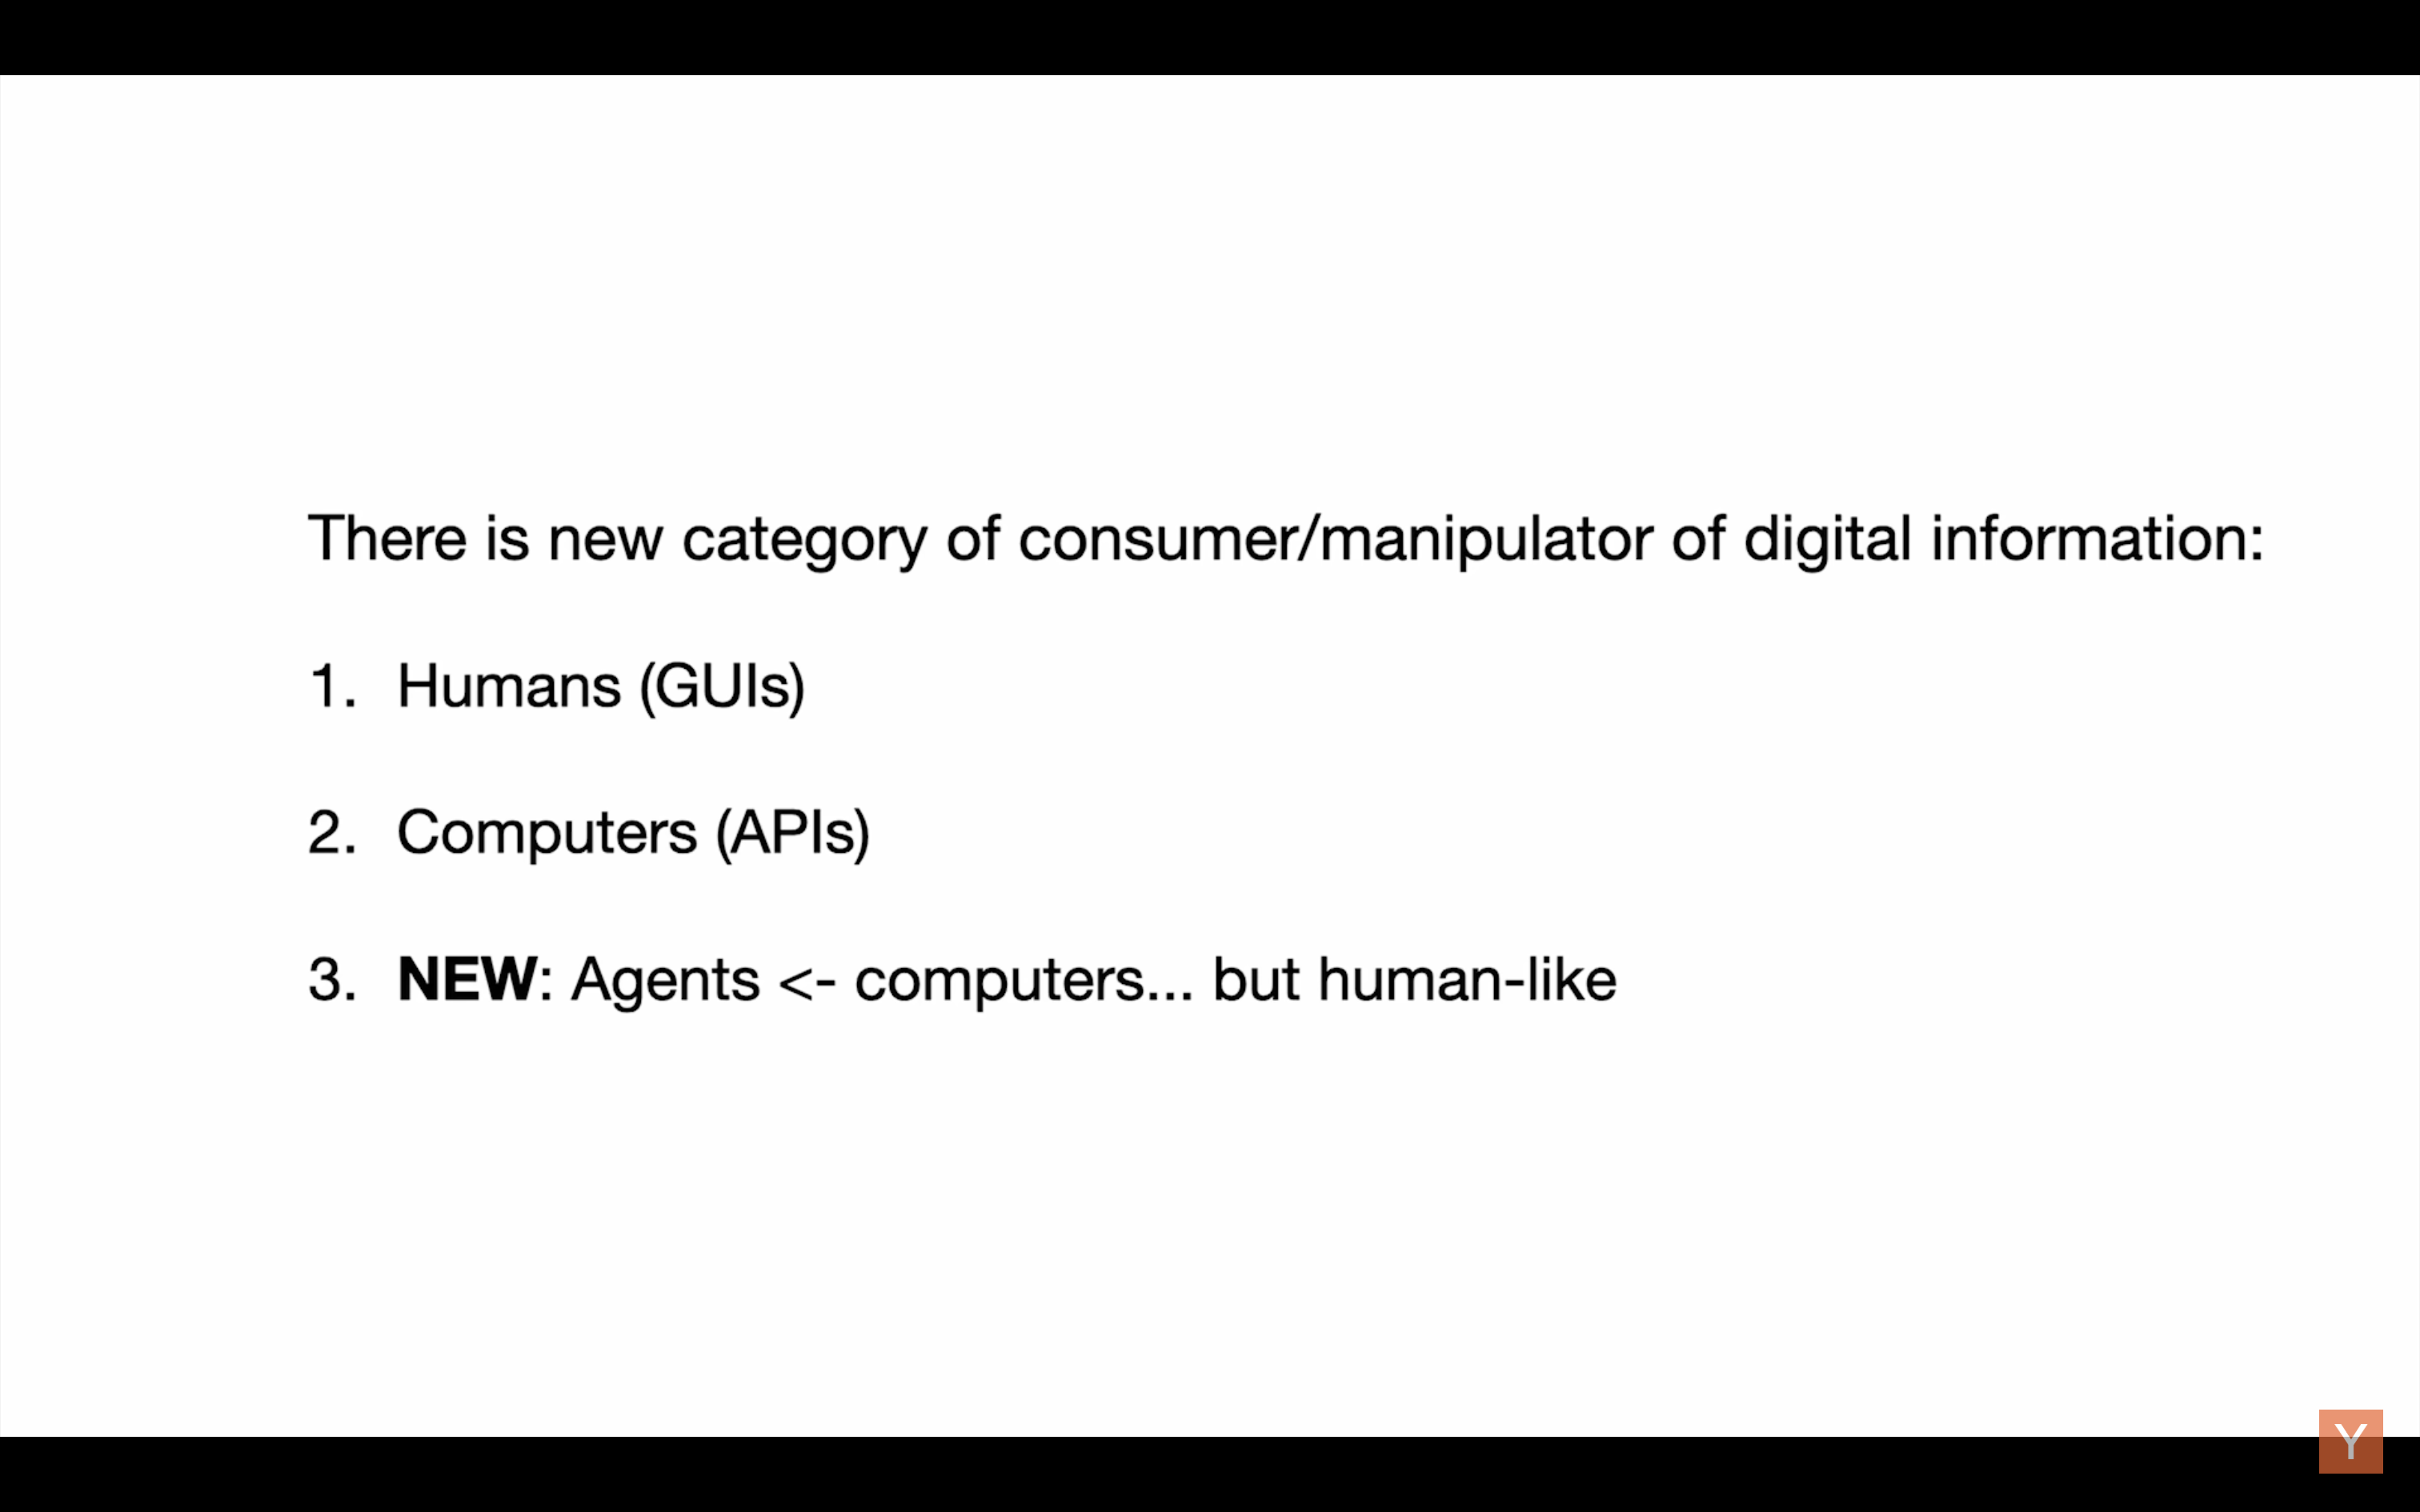 There is new category of consumer/manipulator of digital information:
1. Humans (GUIs)
2. Computers (APIs)
3. NEW: Agents <- computers... but human-like
Y